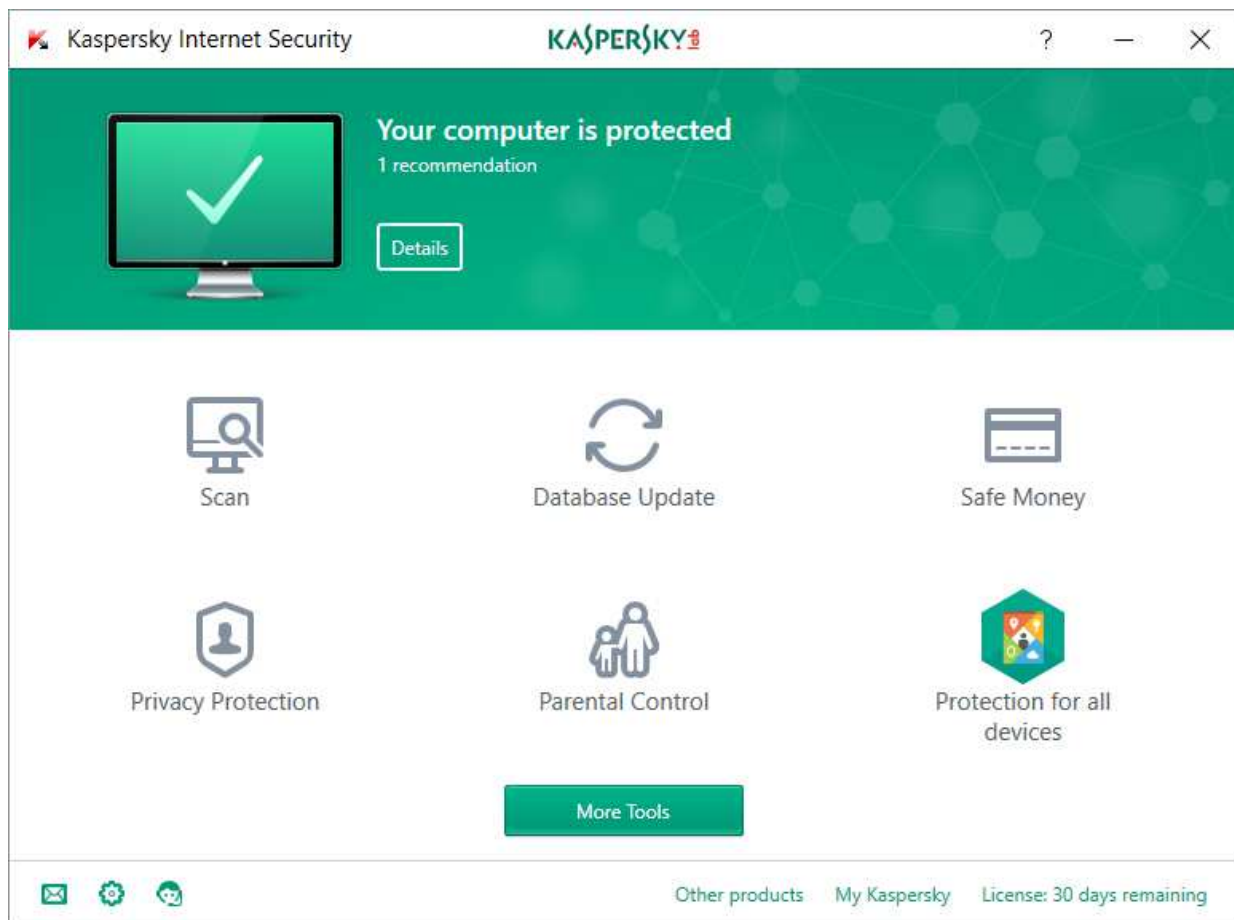 Kaspersky Internet Security
KASPERSKY lab
?
Your computer is protected
1 recommendation
Details
Scan
Database Update
Safe Money
Privacy Protection
Parental Control
Protection for all
devices
More Tools
Other products
My Kaspersky
License: 30 days remaining